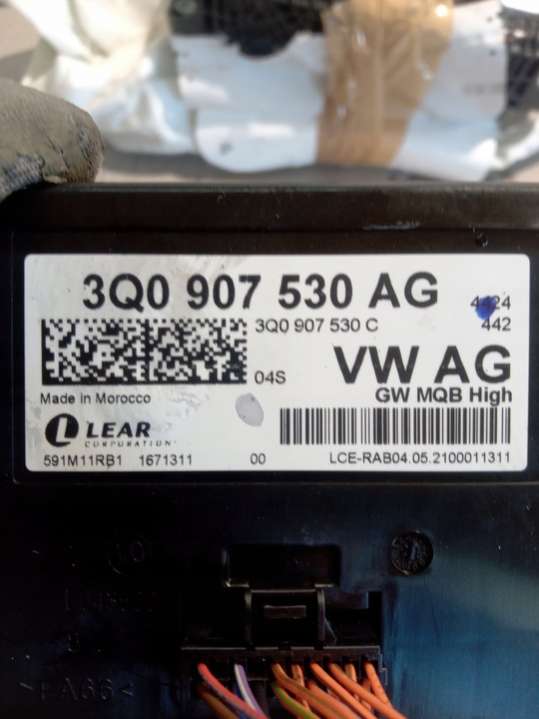 3Q0 907 530 AG
4424
3Q0 907 530 C
442
04S
VW AG
GW MQB High
Made in Morocco
LEAR
CORPORATION
591M11RB1 1671311 00 LCE-RAB04.05.2100011311
>PA66<